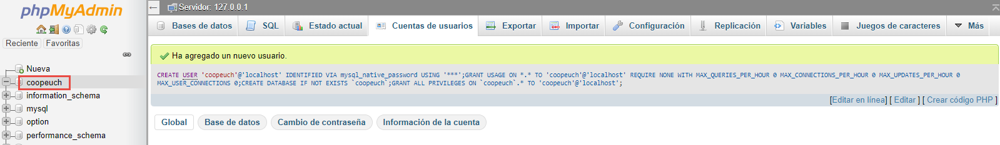 phpMyAdmin
Reciente Favoritas
Nueva
coopeuch
information_schema
mysql
option
performance_schema
Servidor: 127.0.0.1
Bases de datos SQL Estado actual Cuentas de usuarios Exportar Importar Configuración Replicación Variables Juegos de caracteres Más
Ha agregado un nuevo usuario.
CREATE USER 'coopeuch'@'localhost' IDENTIFIED VIA mysql_native_password USING '***';GRANT USAGE ON *.* TO 'coopeuch'@'localhost' REQUIRE NONE WITH MAX_QUERIES_PER_HOUR 0 MAX_CONNECTIONS_PER_HOUR 0 MAX_UPDATES_PER_HOUR 0
MAX_USER_CONNECTIONS 0;CREATE DATABASE IF NOT EXISTS `coopeuch`;GRANT ALL PRIVILEGES ON `coopeuch`.* TO 'coopeuch'@'localhost';
[Editar en línea] [ Editar ] [ Crear código PHP ]
Global Base de datos Cambio de contraseña Información de la cuenta